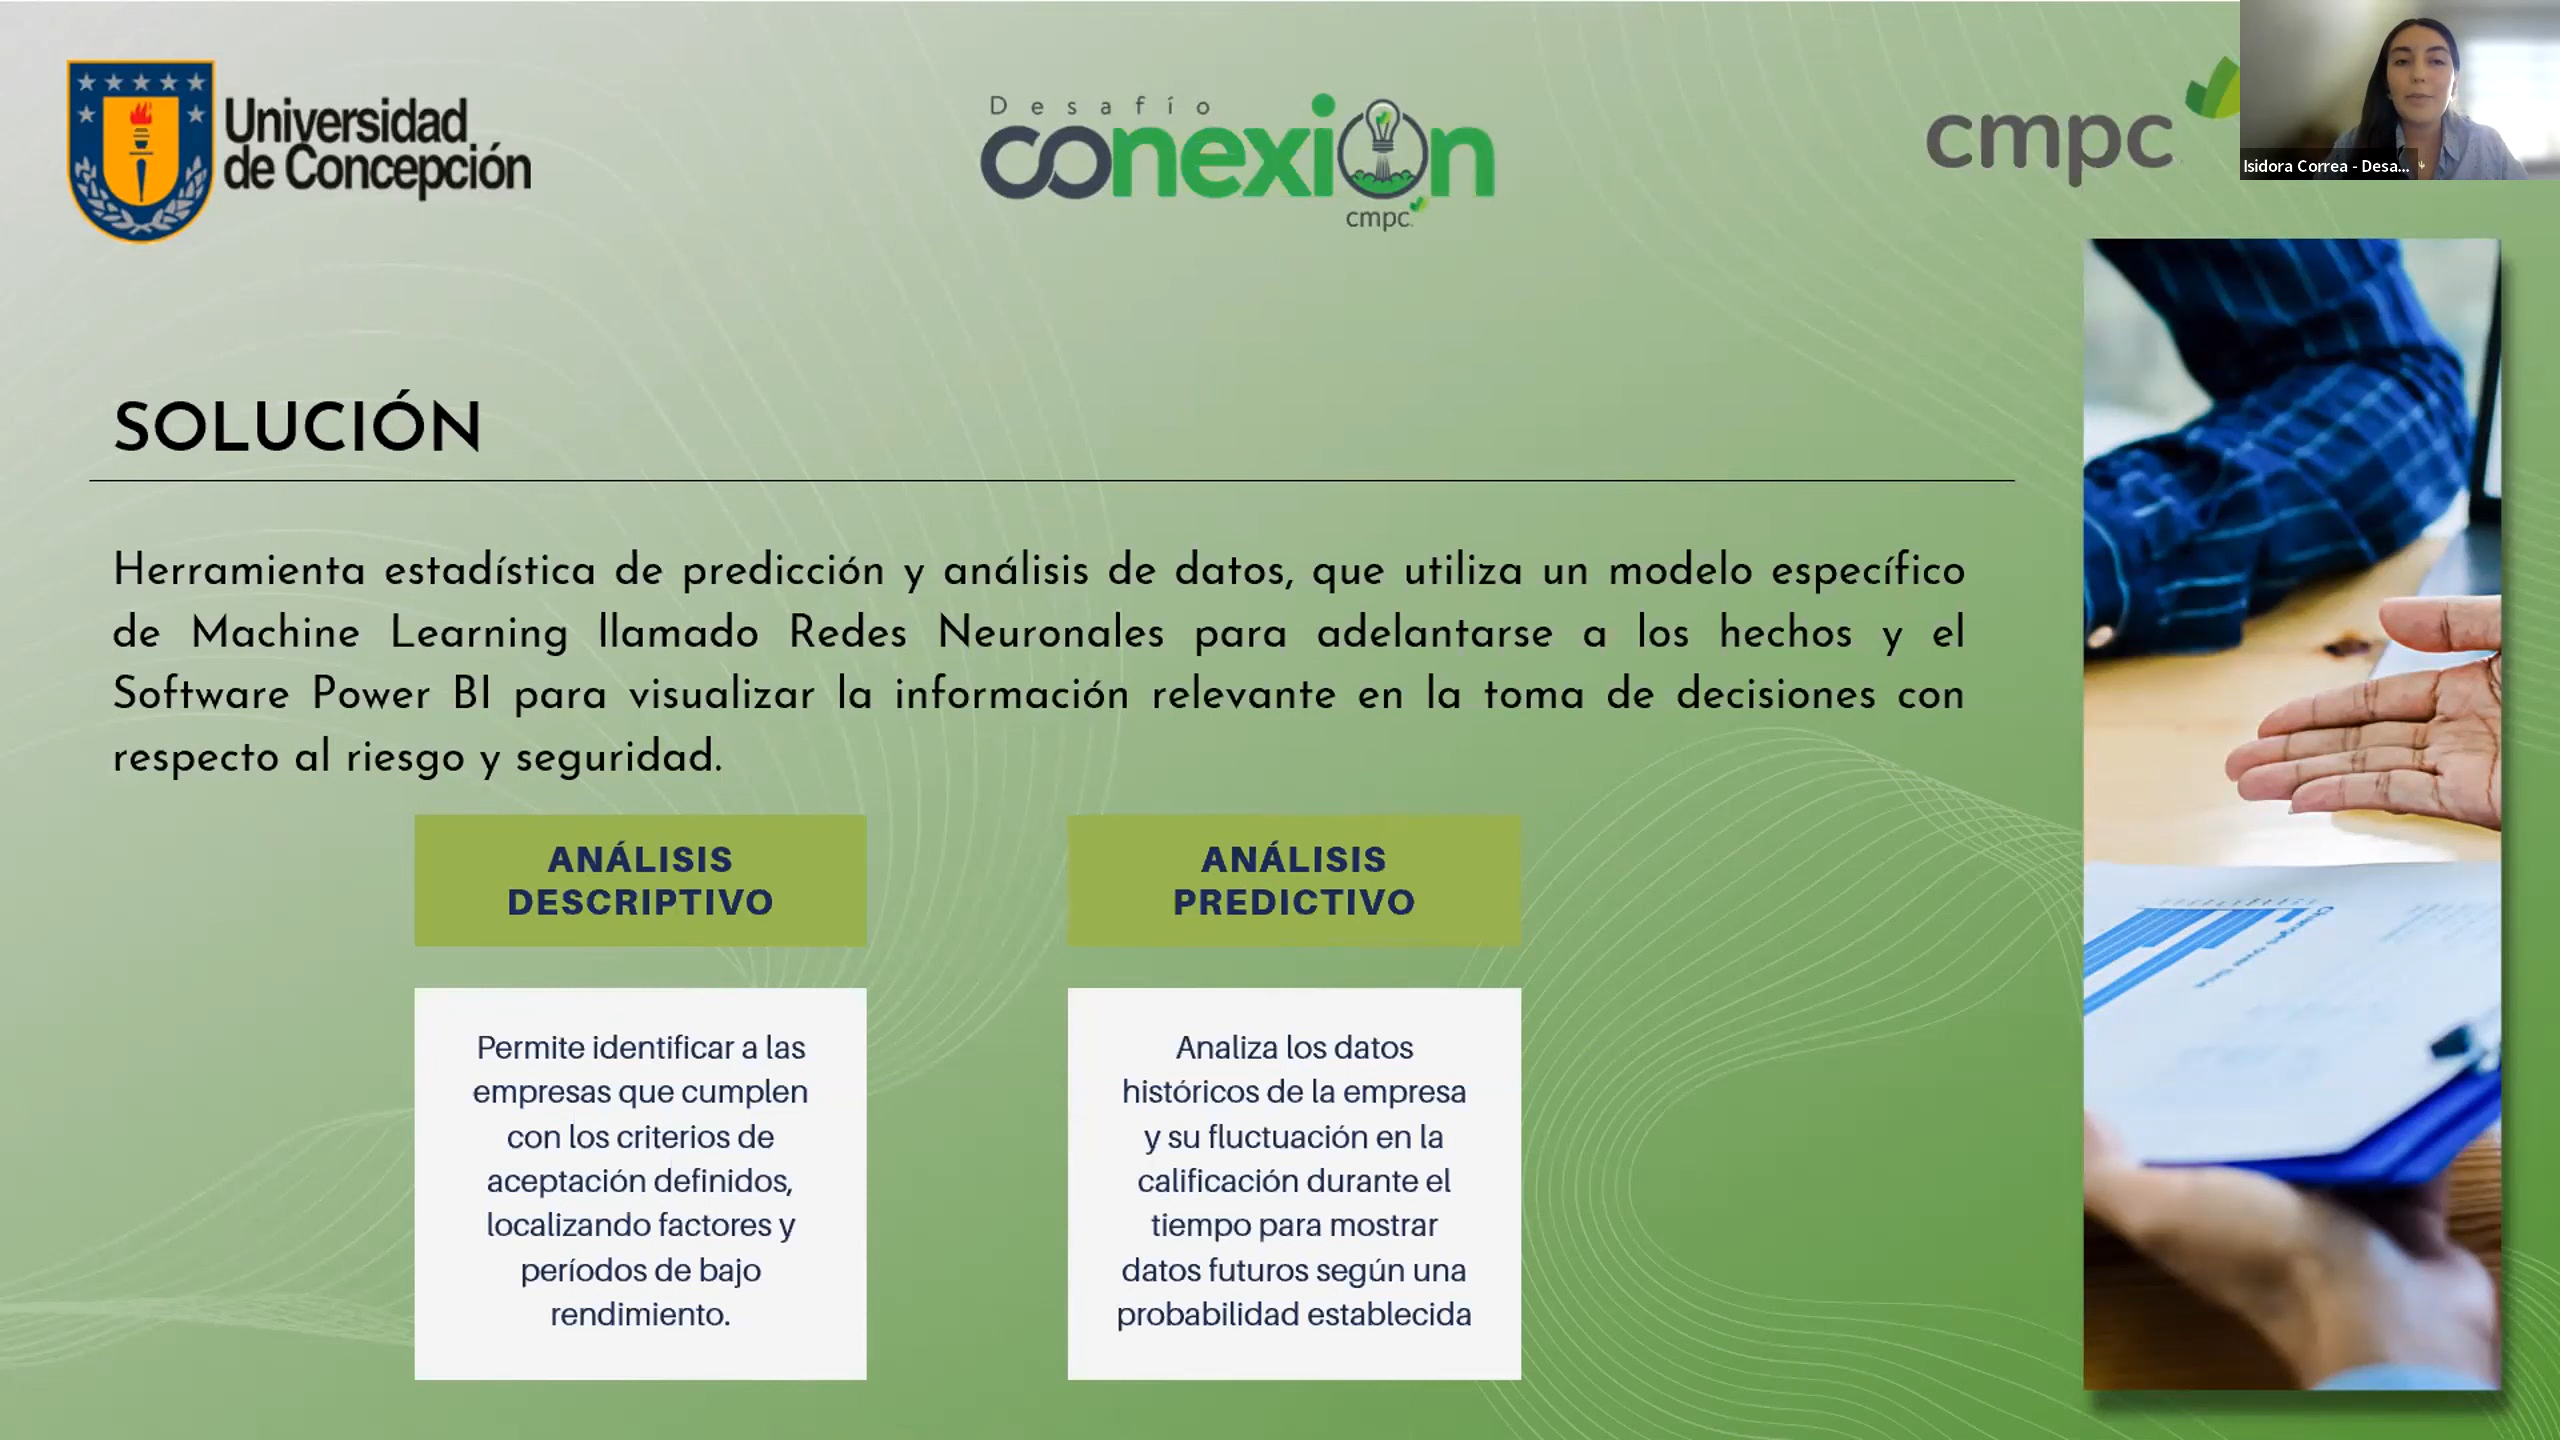 Universidad
de Concepción
Desafío
conexión
cmpc
cmpc
Isidora Correa - Desa...
SOLUCIÓN
Herramienta estadística de predicción y análisis de datos, que utiliza un modelo específico
de Machine Learning llamado Redes Neuronales para adelantarse a los hechos y el
Software Power BI para visualizar la información relevante en la toma de decisiones con
respecto al riesgo y seguridad.
ANÁLISIS
DESCRIPTIVO
Permite identificar a las
empresas que cumplen
con los criterios de
aceptación definidos,
localizando factores y
períodos de bajo
rendimiento.
ANÁLISIS
PREDICTIVO
Analiza los datos
históricos de la empresa
y su fluctuación en la
calificación durante el
tiempo para mostrar
datos futuros según una
probabilidad establecida